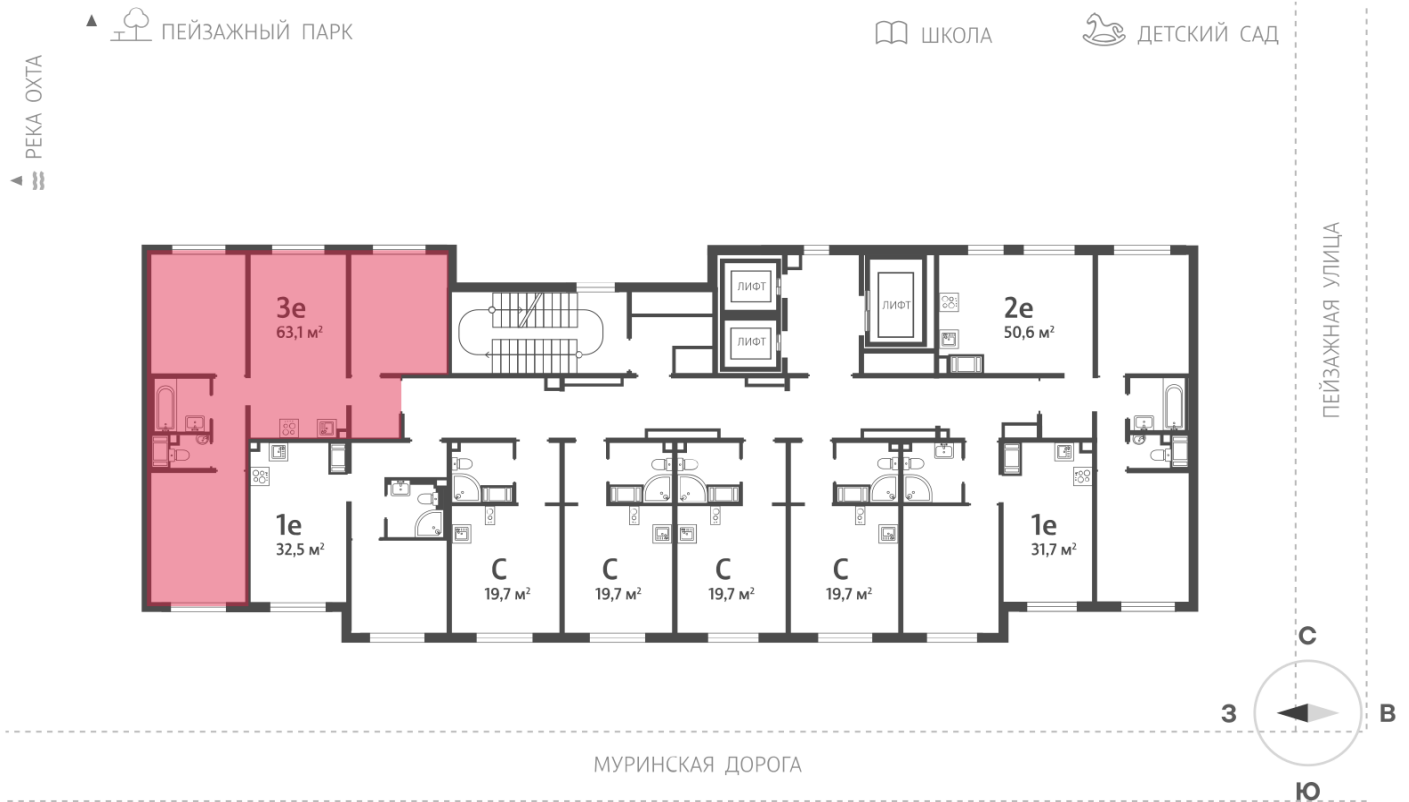 ПЕЙЗАЖНЫЙ ПАРК
ШКОЛА
ДЕТСКИЙ САД
РЕКА ОХТА
ПЕЙЗАЖНАЯ УЛИЦА
ЛИФТ
ЛИФТ
ЛИФТ
3е
63,1 м²
2е
50,6 м²
1е
32,5 м²
С
19,7 м²
С
19,7 м²
С
19,7 м²
С
19,7 м²
1е
31,7 м²
С
З
В
Ю
МУРИНСКАЯ ДОРОГА